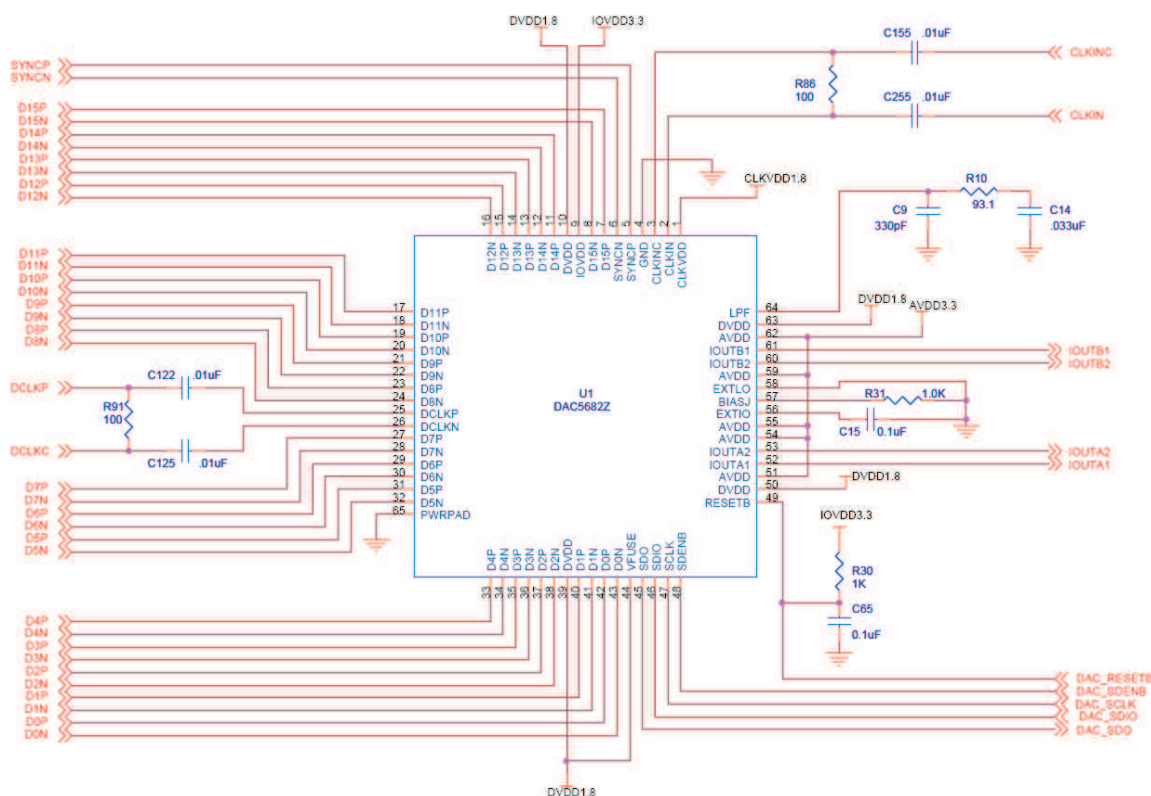 DVDD1.8
IOVDD3.3
C155 .01uF
CLKINC
R86
100
C255 .01uF
CLKIN
SYNCP
SYNCN
D15P
D15N
D14P
D14N
D13P
D13N
D12P
D12N
CLKVDD1.8
R10
93.1
C9
330pF
C14
.033uF
16 15 14 13 12 11 10 9 8 7 6 5 4 3 2 1
D12N D12P D13N D13P D14N D14P DVDD IOVDD D15N D15P SYNCN SYNCP GND CLKINC CLKIN CLKVDD
D11P
D11N
D10P
D10N
D9P
D9N
D8P
D8N
C122 .01uF
DCLKP
R91
100
DCLKC
C125 .01uF
D7P
D7N
D6P
D6N
D5P
D5N
17 D11P
18 D11N
19 D10P
20 D10N
21 D9P
22 D9N
23 D8P
24 D8N
25 DCLKP
26 DCLKN
27 D7P
28 D7N
29 D6P
30 D6N
31 D5P
32 D5N
65 PWRPAD
U1
DAC5682Z
LPF 64
DVDD 63
AVDD 62
IOUTB1 61
IOUTB2 60
AVDD 59
EXTLO 58
BIASJ 57
EXTIO 56
AVDD 55
AVDD 54
IOUTA2 53
IOUTA1 52
AVDD 51
DVDD 50
RESETB 49
DVDD1.8
AVDD3.3
IOUTB1
IOUTB2
R31 1.0K
C15 0.1uF
IOUTA2
IOUTA1
DVDD1.8
IOVDD3.3
R30
1K
C65
0.1uF
D4P D4N D3P D3N D2P D2N DVDD D1P D1N D0P D0N VFUSE SDO SDIO SCLK SDENB
33 34 35 36 37 38 39 40 41 42 43 44 45 46 47 48
D4P
D4N
D3P
D3N
D2P
D2N
D1P
D1N
D0P
D0N
DAC_RESETB
DAC_SDENB
DAC_SCLK
DAC_SDIO
DAC_SDO
DVDD1.8